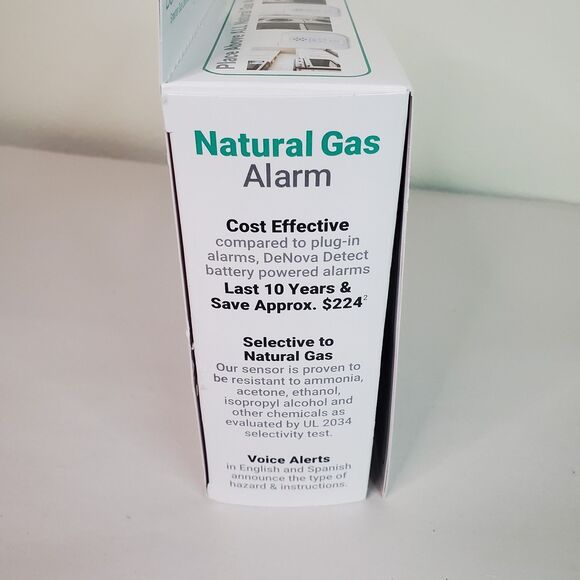 Place Above ALL
Natural Gas
Alarm
Cost Effective
compared to plug-in
alarms, DeNova Detect
battery powered alarms
Last 10 Years &
Save Approx. $224²
Selective to
Natural Gas
Our sensor is proven to
be resistant to ammonia,
acetone, ethanol,
isopropyl alcohol and
other chemicals as
evaluated by UL 2034
selectivity test.
Voice Alerts
in English and Spanish
announce the type of
hazard & instructions.